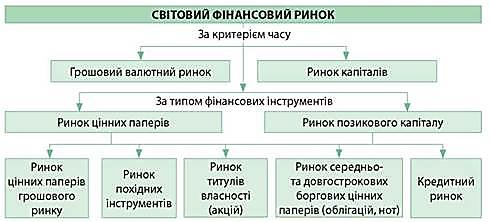 СВІТОВИЙ ФІНАНСОВИЙ РИНОК
За критерієм часу
Грошовий валютний ринок
Ринок капіталів
За типом фінансових інструментів
Ринок цінних паперів
Ринок позикового капіталу
Ринок
цінних паперів
грошового
ринку
Ринок
похідних
інструментів
Ринок
титулів
власності
(акцій)
Ринок середньо-
та довгострокових
боргових цінних
паперів (облігацій, нот)
Кредитний
ринок